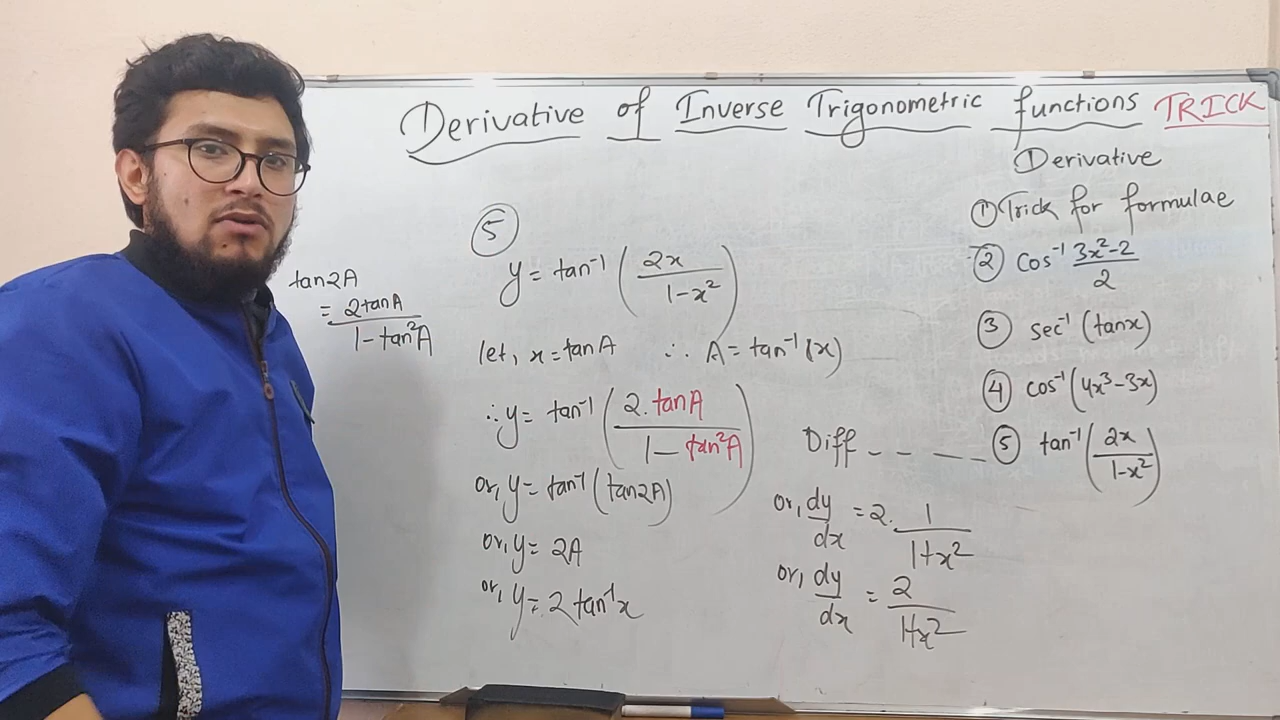 Derivative of Inverse Trigonometric functions TRICK
tan2A
= 2tanA / 1 - tan²A
⑤
y = tan⁻¹ ( 2x / 1-x² )
let, x = tanA ∴ A = tan⁻¹(x)
∴ y = tan⁻¹ ( 2.tanA / 1 - tan²A )
or, y = tan⁻¹ (tan2A)
or, y = 2A
or, y = 2 tan⁻¹x
Diff - - - - -
or, dy/dx = 2. 1 / 1+x²
or, dy/dx = 2 / 1+x²
Derivative
① Trick for formulae
② cos⁻¹ 3x²-2 / 2
③ sec⁻¹ (tanx)
④ cos⁻¹ (4x³-3x)
⑤ tan⁻¹ ( 2x / 1-x² )